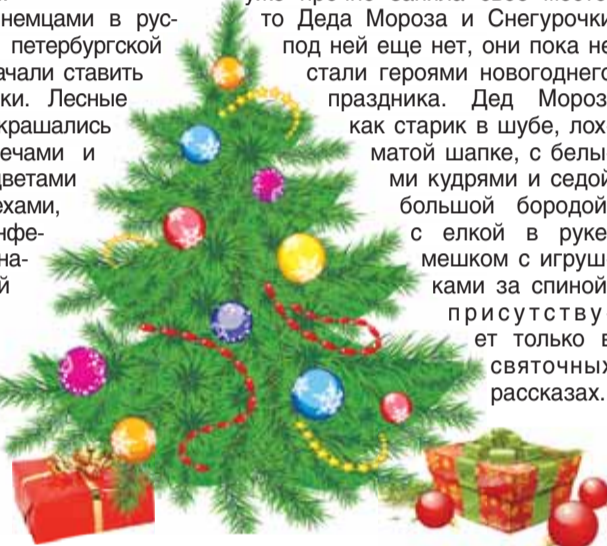 немцами в рус-
петербургской
ачали ставить
ки. Лесные
крашались
ечами и
цветами
ехами,
нфе-
на-
й
то Деда Мороза и Снегурочки
под ней еще нет, они пока не
стали героями новогоднего
праздника. Дед Мороз
как старик в шубе, лох-
матой шапке, с белы-
ми кудрями и седой
большой бородой
с елкой в руке
мешком с игруш-
ками за спиной
присутству-
ет только в
святочных
рассказах.